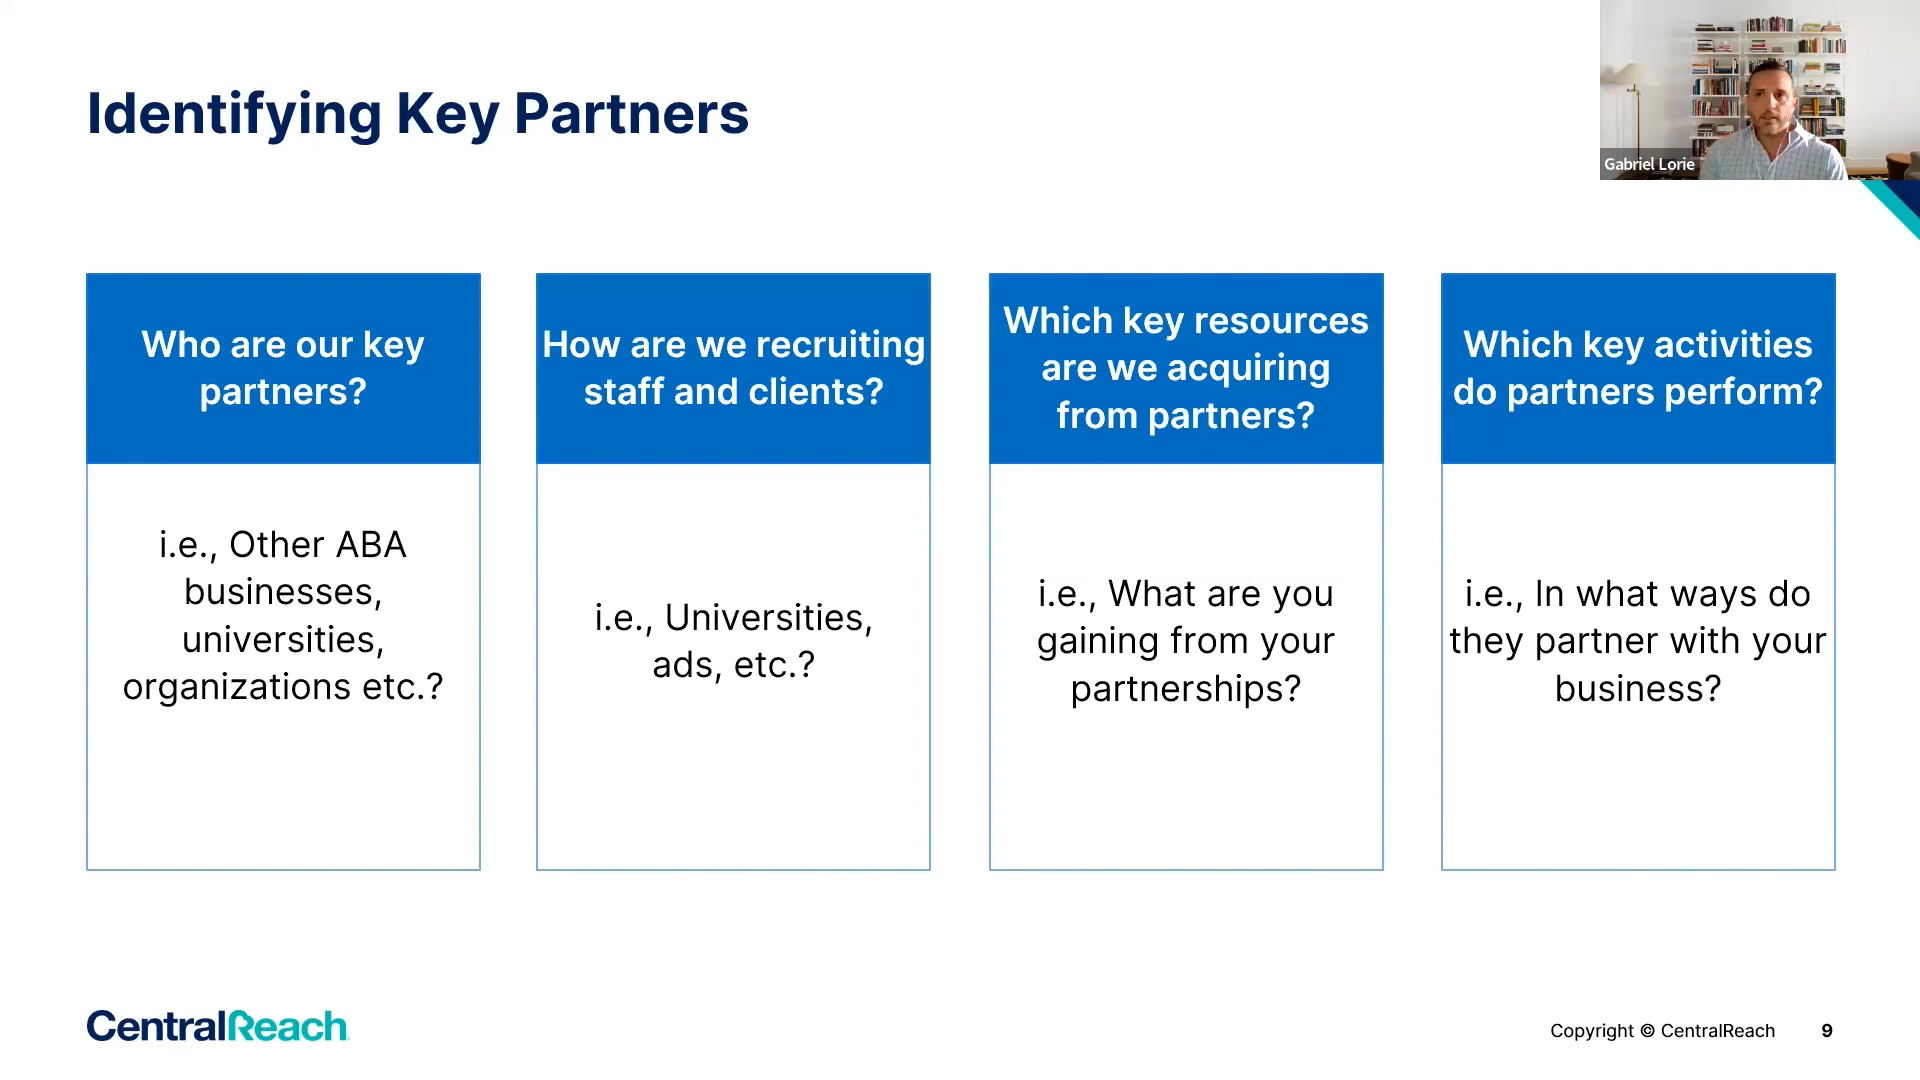 Identifying Key Partners
Gabriel Lorie
Who are our key
partners?
i.e., Other ABA
businesses,
universities,
organizations etc.?
How are we recruiting
staff and clients?
i.e., Universities,
ads, etc.?
Which key resources
are we acquiring
from partners?
i.e., What are you
gaining from your
partnerships?
Which key activities
do partners perform?
i.e., In what ways do
they partner with your
business?
CentralReach
Copyright © CentralReach
9